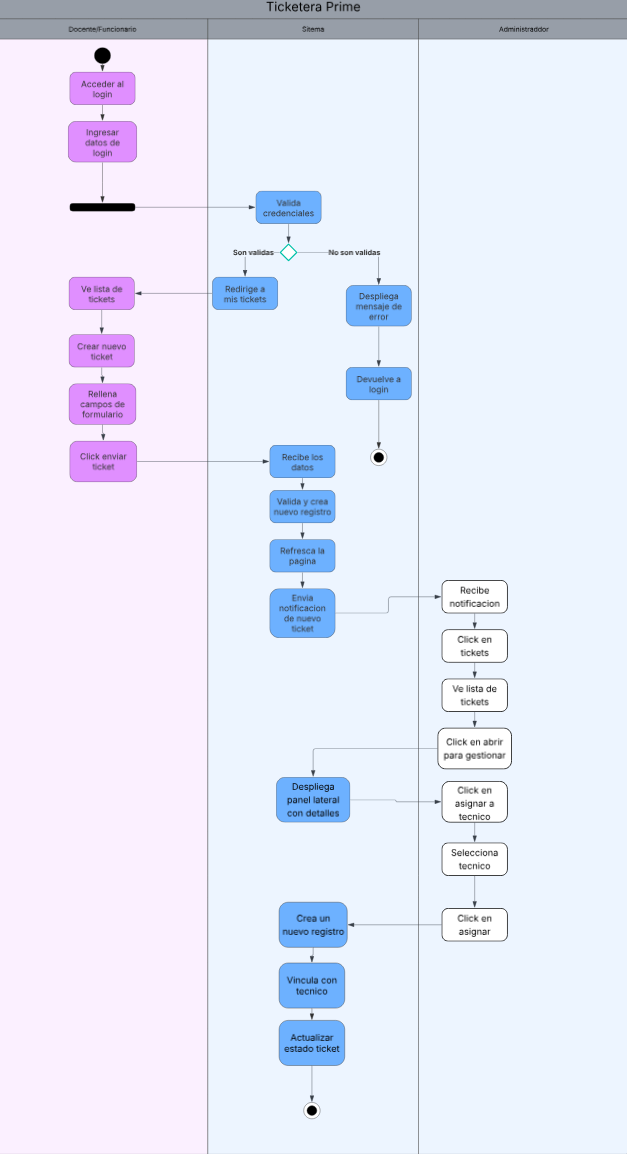 Ticketera Prime
Docente/Funcionario
Sitema
Administraddor
Acceder al
login
Ingresar
datos de
login
Valida
credenciales
Son validas
No son validas
Ve lista de
tickets
Redirige a
mis tickets
Despliega
mensaje de
error
Crear nuevo
ticket
Devuelve a
login
Rellena
campos de
formulario
Click enviar
ticket
Recibe los
datos
Valida y crea
nuevo registro
Refresca la
pagina
Envia
notificacion
de nuevo
ticket
Recibe
notificacion
Click en
tickets
Ve lista de
tickets
Click en abrir
para gestionar
Despliega
panel lateral
con detalles
Click en
asignar a
tecnico
Selecciona
tecnico
Click en
asignar
Crea un
nuevo registro
Vincula con
tecnico
Actualizar
estado ticket